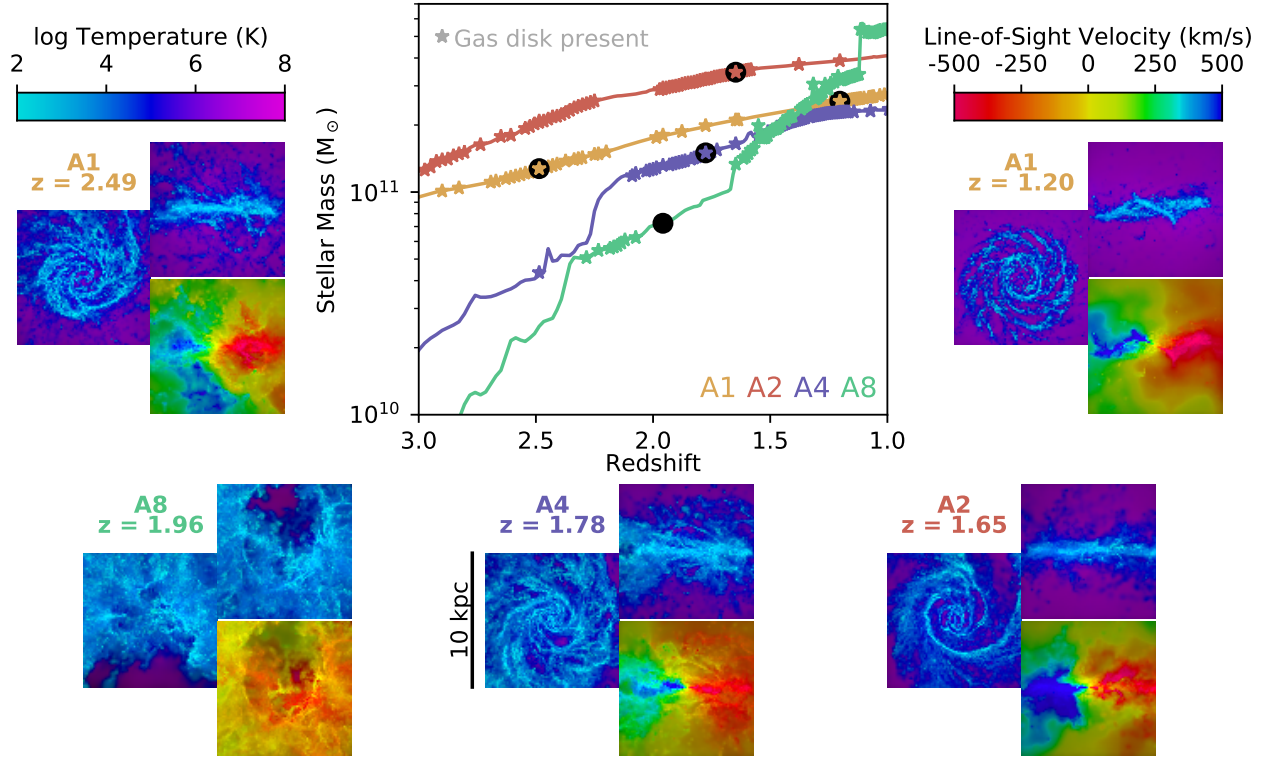 log Temperature (K)
2 4 6 8
Line-of-Sight Velocity (km/s)
-500 -250 0 250 500
Gas disk present
Stellar Mass (M⊙)
10¹¹
10¹⁰
A1 A2 A4 A8
3.0 2.5 2.0 1.5 1.0
Redshift
A1
z = 2.49
A1
z = 1.20
A8
z = 1.96
A4
z = 1.78
10 kpc
A2
z = 1.65